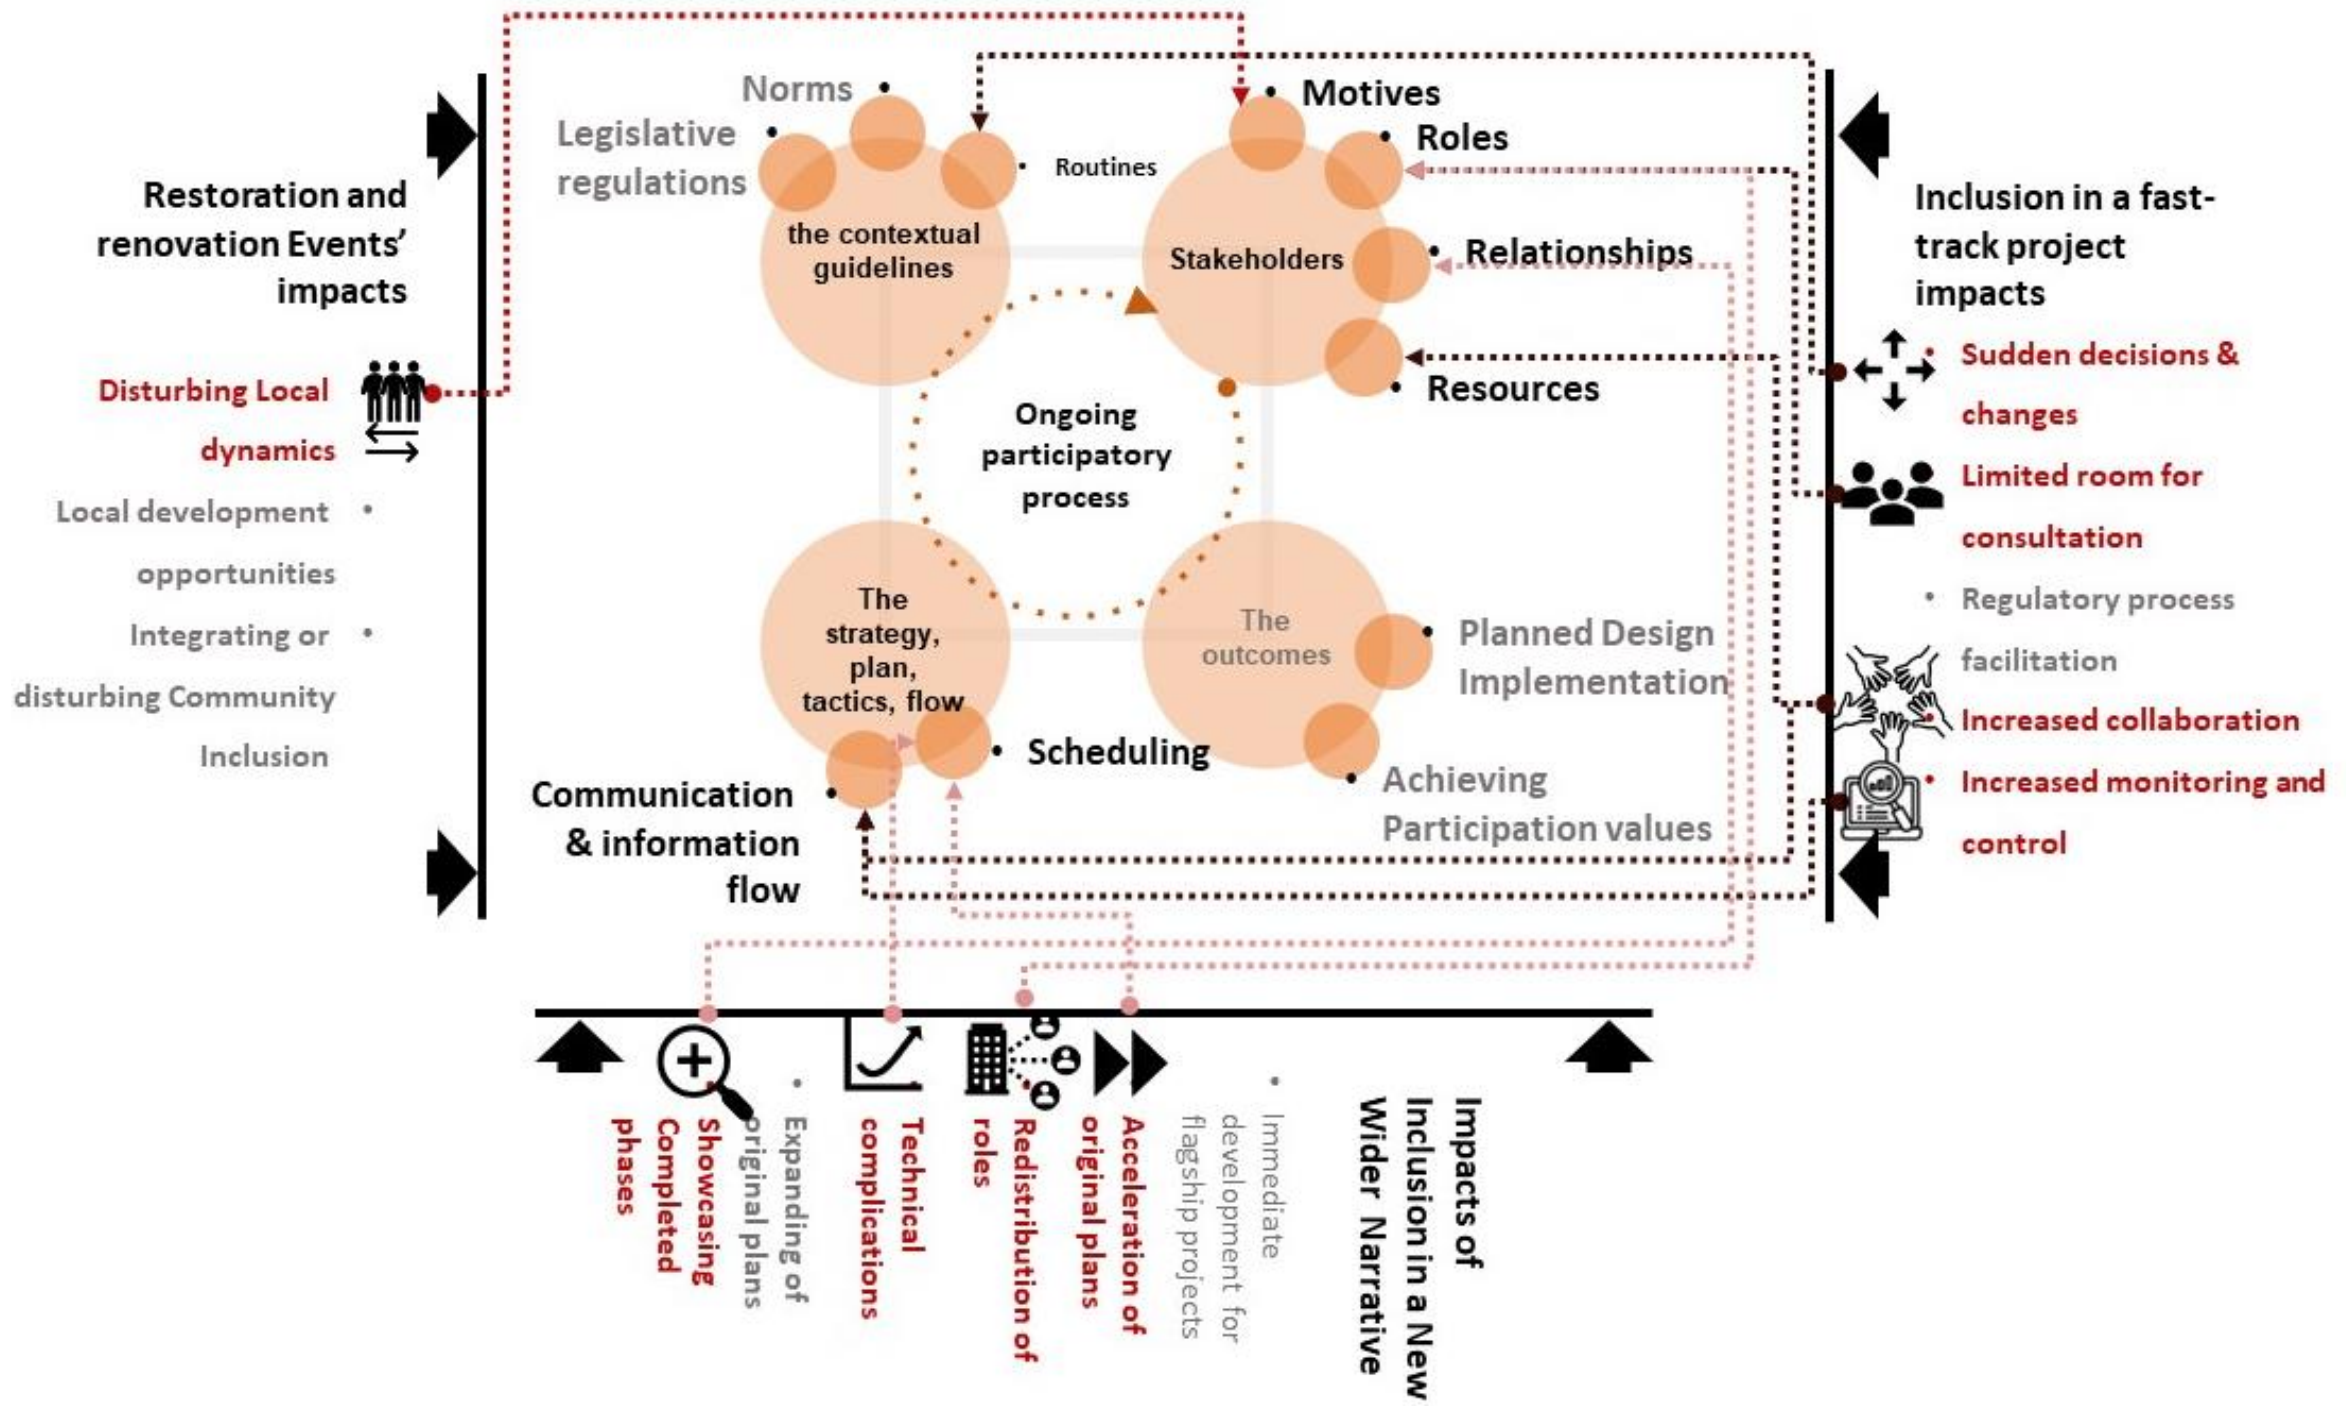 Norms
Legislative
regulations
Routines
the contextual
guidelines
Motives
Roles
Stakeholders
Relationships
Resources
Ongoing
participatory
process
The
strategy,
plan,
tactics, flow
Scheduling
Communication
& information
flow
The
outcomes
Planned Design
Implementation
Achieving
Participation values
Restoration and
renovation Events’
impacts
Disturbing Local
dynamics
Local development
opportunities
Integrating or
disturbing Community
Inclusion
Inclusion in a fast-
track project
impacts
Sudden decisions &
changes
Limited room for
consultation
Regulatory process
facilitation
Increased collaboration
Increased monitoring and
control
Impacts of
Inclusion in a New
Wider Narrative
Immediate
development for
flagship projects
Acceleration of
original plans
Redistribution of
roles
Technical
complications
Expanding of
original plans
Showcasing
Completed
phases